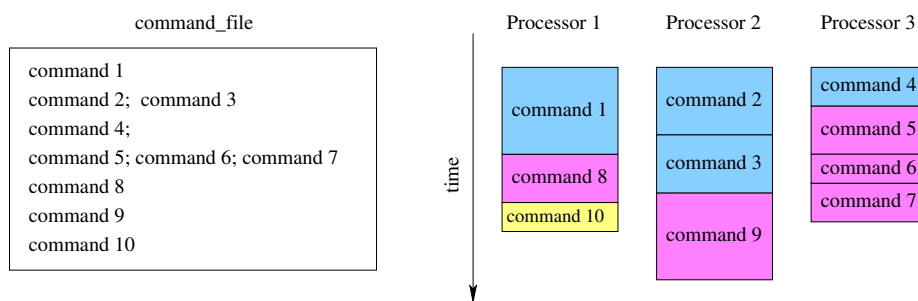 command_file
command 1
command 2; command 3
command 4;
command 5; command 6; command 7
command 8
command 9
command 10
time
Processor 1
command 1
command 8
command 10
Processor 2
command 2
command 3
command 9
Processor 3
command 4
command 5
command 6
command 7